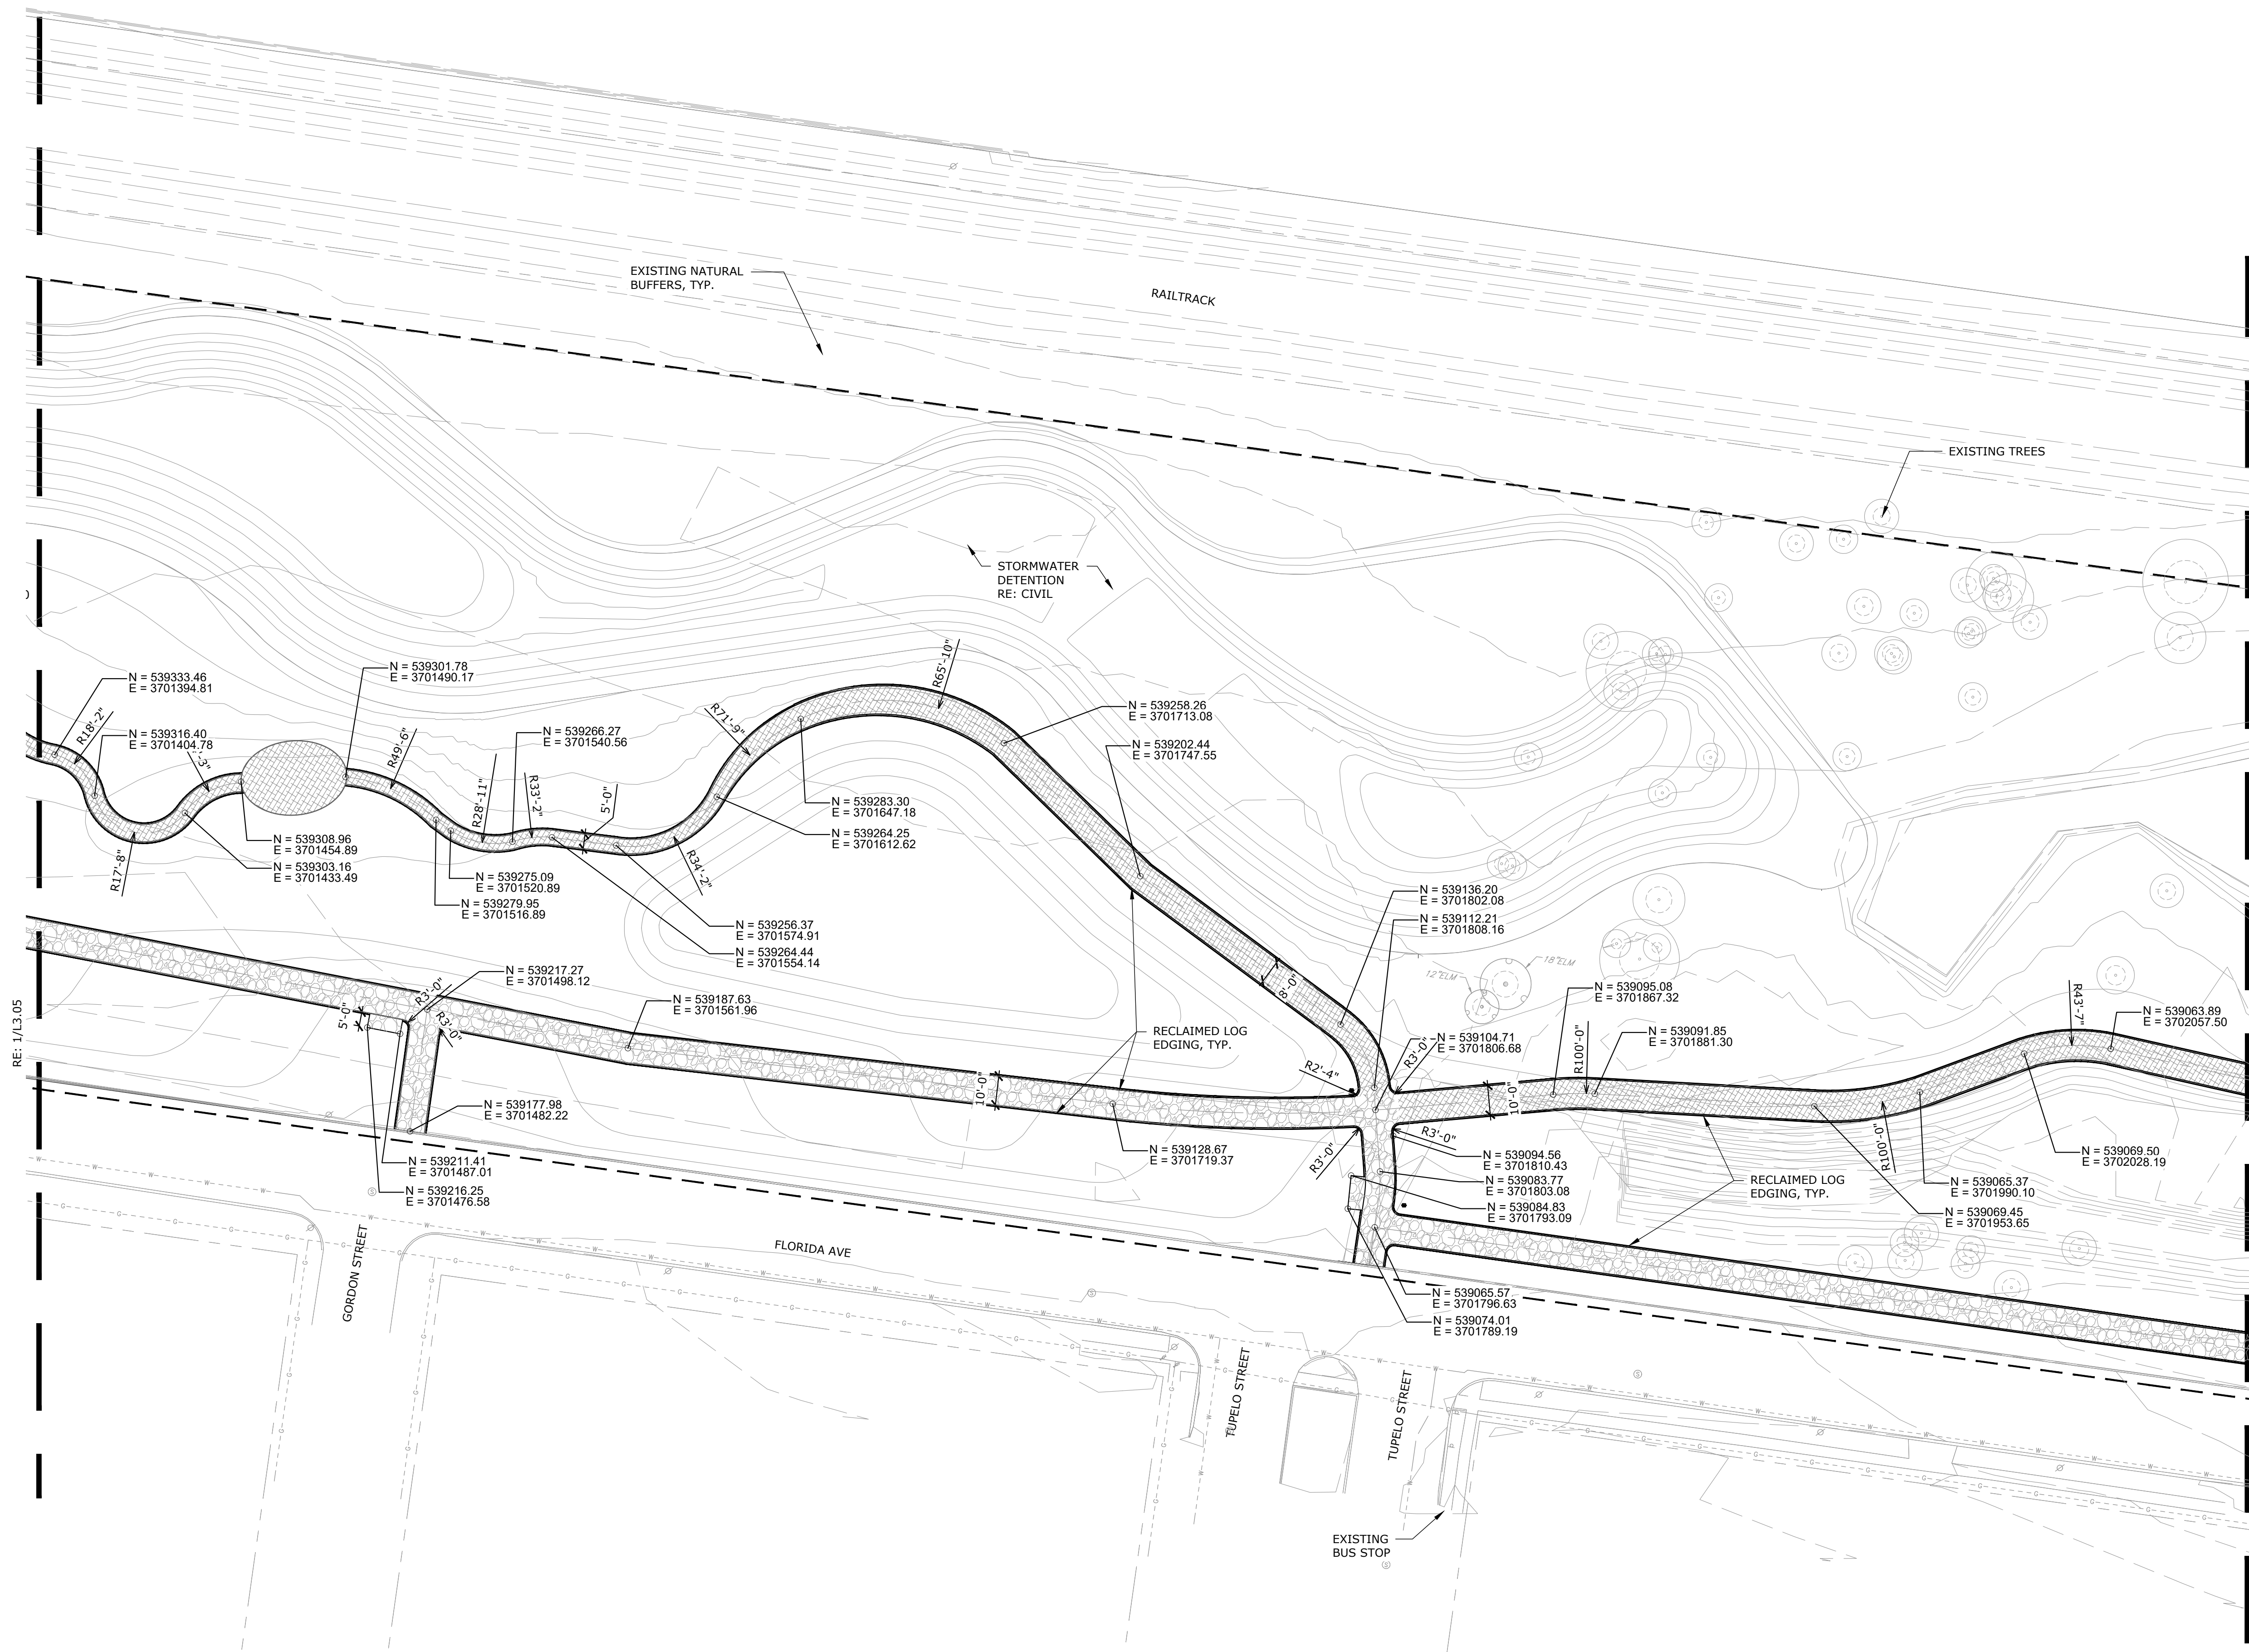 EXISTING NATURAL
BUFFERS, TYP.
RAILTRACK
EXISTING TREES
STORMWATER
DETENTION
RE: CIVIL
N = 539333.46
E = 3701394.81
N = 539301.78
E = 3701490.17
R18'-2"
N = 539316.40
E = 3701404.78
R49'-6"
N = 539266.27
E = 3701540.56
R71'-9"
R65'-10"
N = 539258.26
E = 3701713.08
N = 539202.44
E = 3701747.55
R28'-11"
R33'-2"
5'-0"
N = 539283.30
E = 3701647.18
N = 539264.25
E = 3701612.62
N = 539308.96
E = 3701454.89
N = 539303.16
E = 3701433.49
R17'-8"
N = 539275.09
E = 3701520.89
N = 539279.95
E = 3701516.89
R34'-2"
N = 539256.37
E = 3701574.91
N = 539264.44
E = 3701554.14
N = 539136.20
E = 3701802.08
N = 539112.21
E = 3701808.16
12"ELM
18"ELM
8'-0"
N = 539217.27
E = 3701498.12
R3'-0"
R3'-0"
5'-0"
N = 539187.63
E = 3701561.96
N = 539095.08
E = 3701867.32
R43'-7"
N = 539063.89
E = 3702057.50
RE: 1/L3.05
RECLAIMED LOG
EDGING, TYP.
N = 539104.71
E = 3701806.68
R3'-0"
R2'-4"
R100'-0"
N = 539091.85
E = 3701881.30
10'-0"
10'-0"
N = 539177.98
E = 3701482.22
N = 539128.67
E = 3701719.37
R3'-0"
R3'-0"
R100'-0"
N = 539069.50
E = 3702028.19
N = 539211.41
E = 3701487.01
N = 539216.25
E = 3701476.58
N = 539094.56
E = 3701810.43
N = 539083.77
E = 3701803.08
N = 539084.83
E = 3701793.09
RECLAIMED LOG
EDGING, TYP.
N = 539065.37
E = 3701990.10
N = 539069.45
E = 3701953.65
GORDON STREET
FLORIDA AVE
N = 539065.57
E = 3701796.63
N = 539074.01
E = 3701789.19
TUPELO STREET
TUPELO STREET
EXISTING
BUS STOP